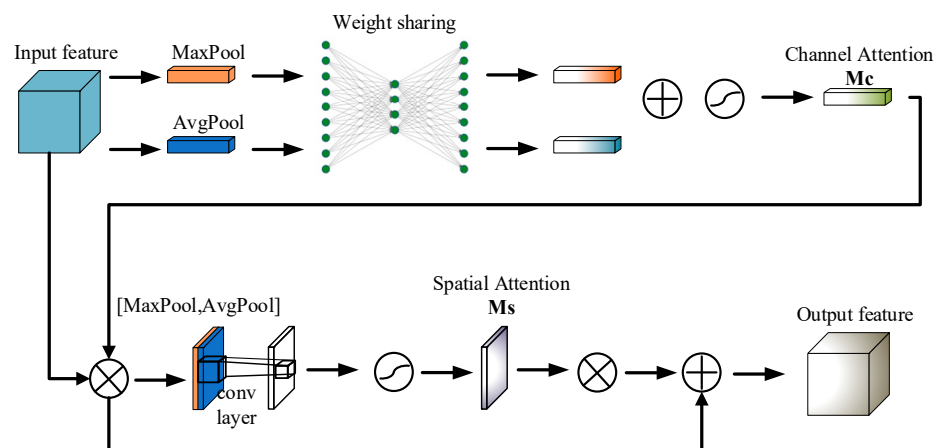 Weight sharing
Input feature
MaxPool
AvgPool
Channel Attention
Mc
[MaxPool,AvgPool]
conv
layer
Spatial Attention
Ms
Output feature